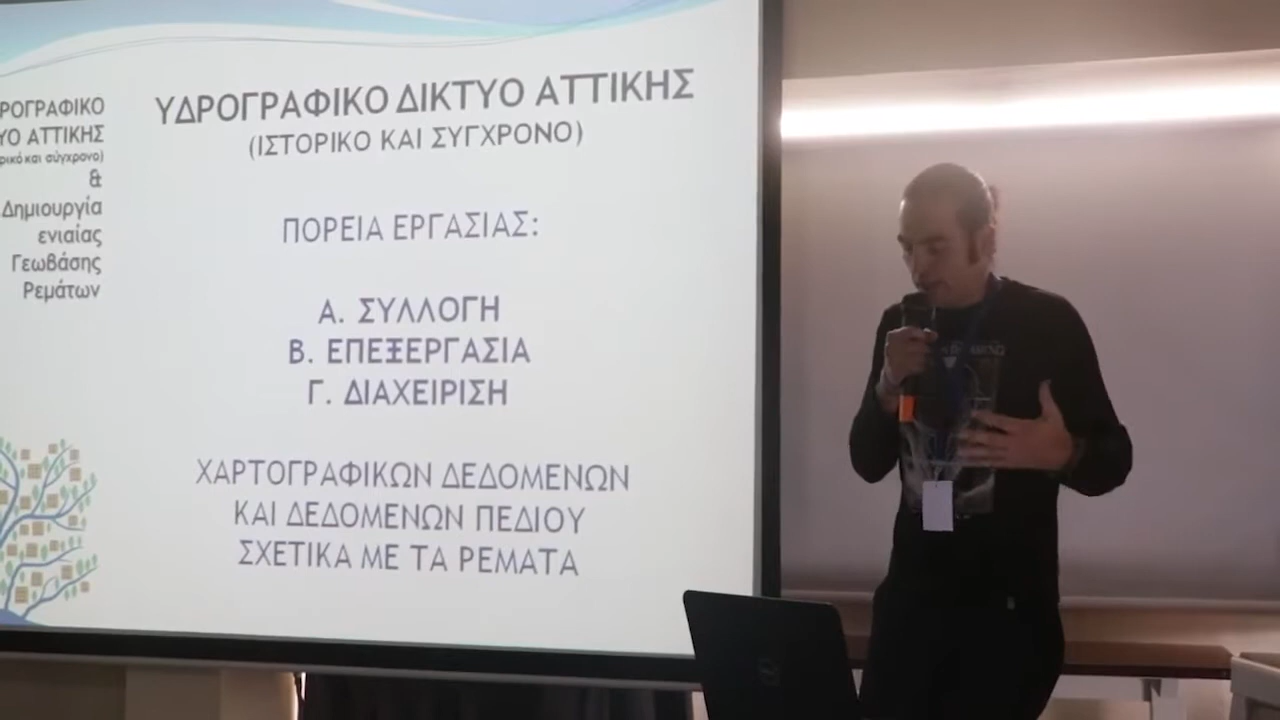 ΡΟΓΡΑΦΙΚΟ
ΥΟ ΑΤΤΙΚΗΣ
ρικό και σύγχρονο)
&
Δημιουργία
ενιαίας
Γεωβάσης
Ρεμάτων
ΥΔΡΟΓΡΑΦΙΚΟ ΔΙΚΤΥΟ ΑΤΤΙΚΗΣ
(ΙΣΤΟΡΙΚΟ ΚΑΙ ΣΥΓΧΡΟΝΟ)
ΠΟΡΕΙΑ ΕΡΓΑΣΙΑΣ:
Α. ΣΥΛΛΟΓΗ
Β. ΕΠΕΞΕΡΓΑΣΙΑ
Γ. ΔΙΑΧΕΙΡΙΣΗ
ΧΑΡΤΟΓΡΑΦΙΚΩΝ ΔΕΔΟΜΕΝΩΝ
ΚΑΙ ΔΕΔΟΜΕΝΩΝ ΠΕΔΙΟΥ
ΣΧΕΤΙΚΑ ΜΕ ΤΑ ΡΕΜΑΤΑ